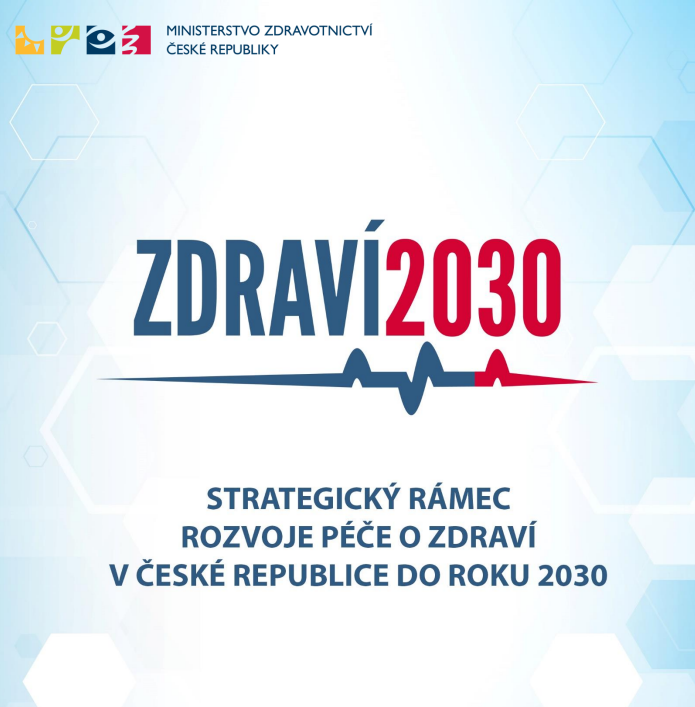 MINISTERSTVO ZDRAVOTNICTVÍ
ČESKÉ REPUBLIKY
ZDRAVÍ2030
STRATEGICKÝ RÁMEC
ROZVOJE PÉČE O ZDRAVÍ
V ČESKÉ REPUBLICE DO ROKU 2030